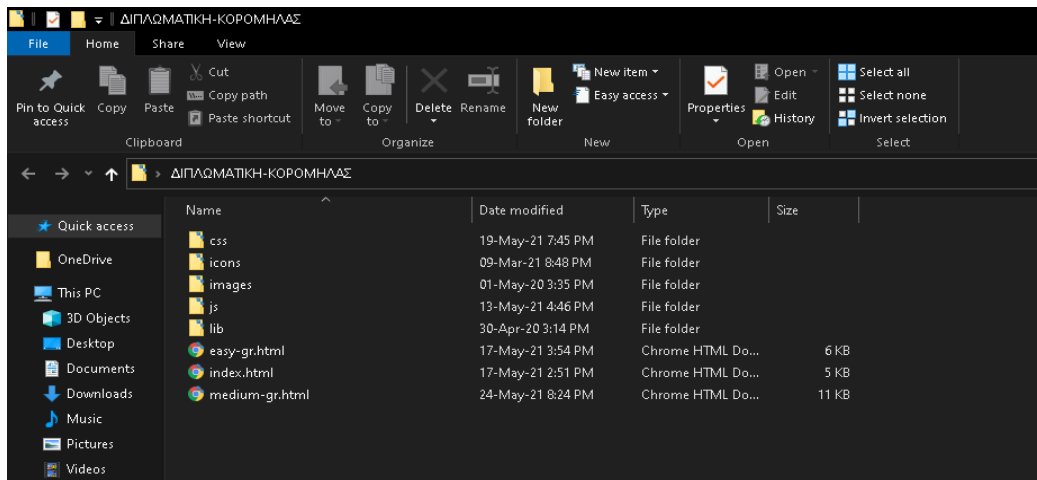 ΔΙΠΛΩΜΑΤΙΚΗ-ΚΟΡΟΜΗΛΑΣ
File Home Share View
Pin to Quick access
Copy
Paste
Cut
Copy path
Paste shortcut
Clipboard
Move to
Copy to
Delete
Rename
Organize
New folder
New item
Easy access
New
Properties
Open
Edit
History
Open
Select all
Select none
Invert selection
Select
ΔΙΠΛΩΜΑΤΙΚΗ-ΚΟΡΟΜΗΛΑΣ
Quick access
OneDrive
This PC
3D Objects
Desktop
Documents
Downloads
Music
Pictures
Videos
Name Date modified Type Size
css 19-May-21 7:45 PM File folder
icons 09-Mar-21 8:48 PM File folder
images 01-May-20 3:35 PM File folder
js 13-May-21 4:46 PM File folder
lib 30-Apr-20 3:14 PM File folder
easy-gr.html 17-May-21 3:54 PM Chrome HTML Do... 6 KB
index.html 17-May-21 2:51 PM Chrome HTML Do... 5 KB
medium-gr.html 24-May-21 8:24 PM Chrome HTML Do... 11 KB